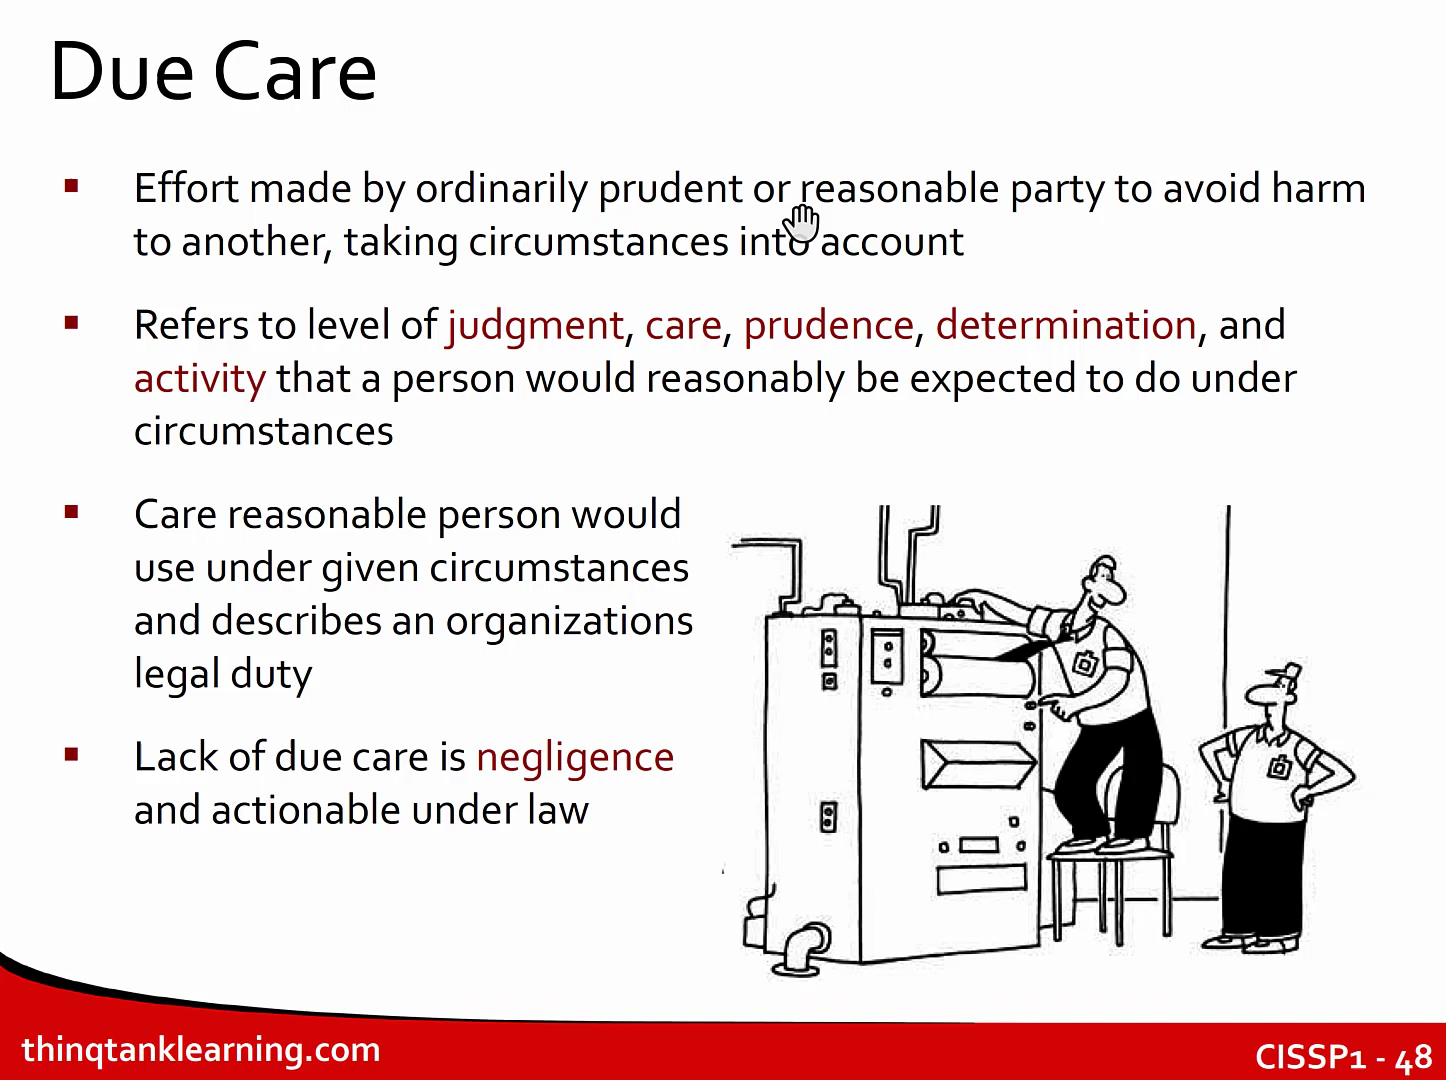 Due Care
Effort made by ordinarily prudent or reasonable party to avoid harm
to another, taking circumstances into account
Refers to level of judgment, care, prudence, determination, and
activity that a person would reasonably be expected to do under
circumstances
Care reasonable person would
use under given circumstances
and describes an organizations
legal duty
Lack of due care is negligence
and actionable under law
thinqtanklearning.com
CISSP1 - 48